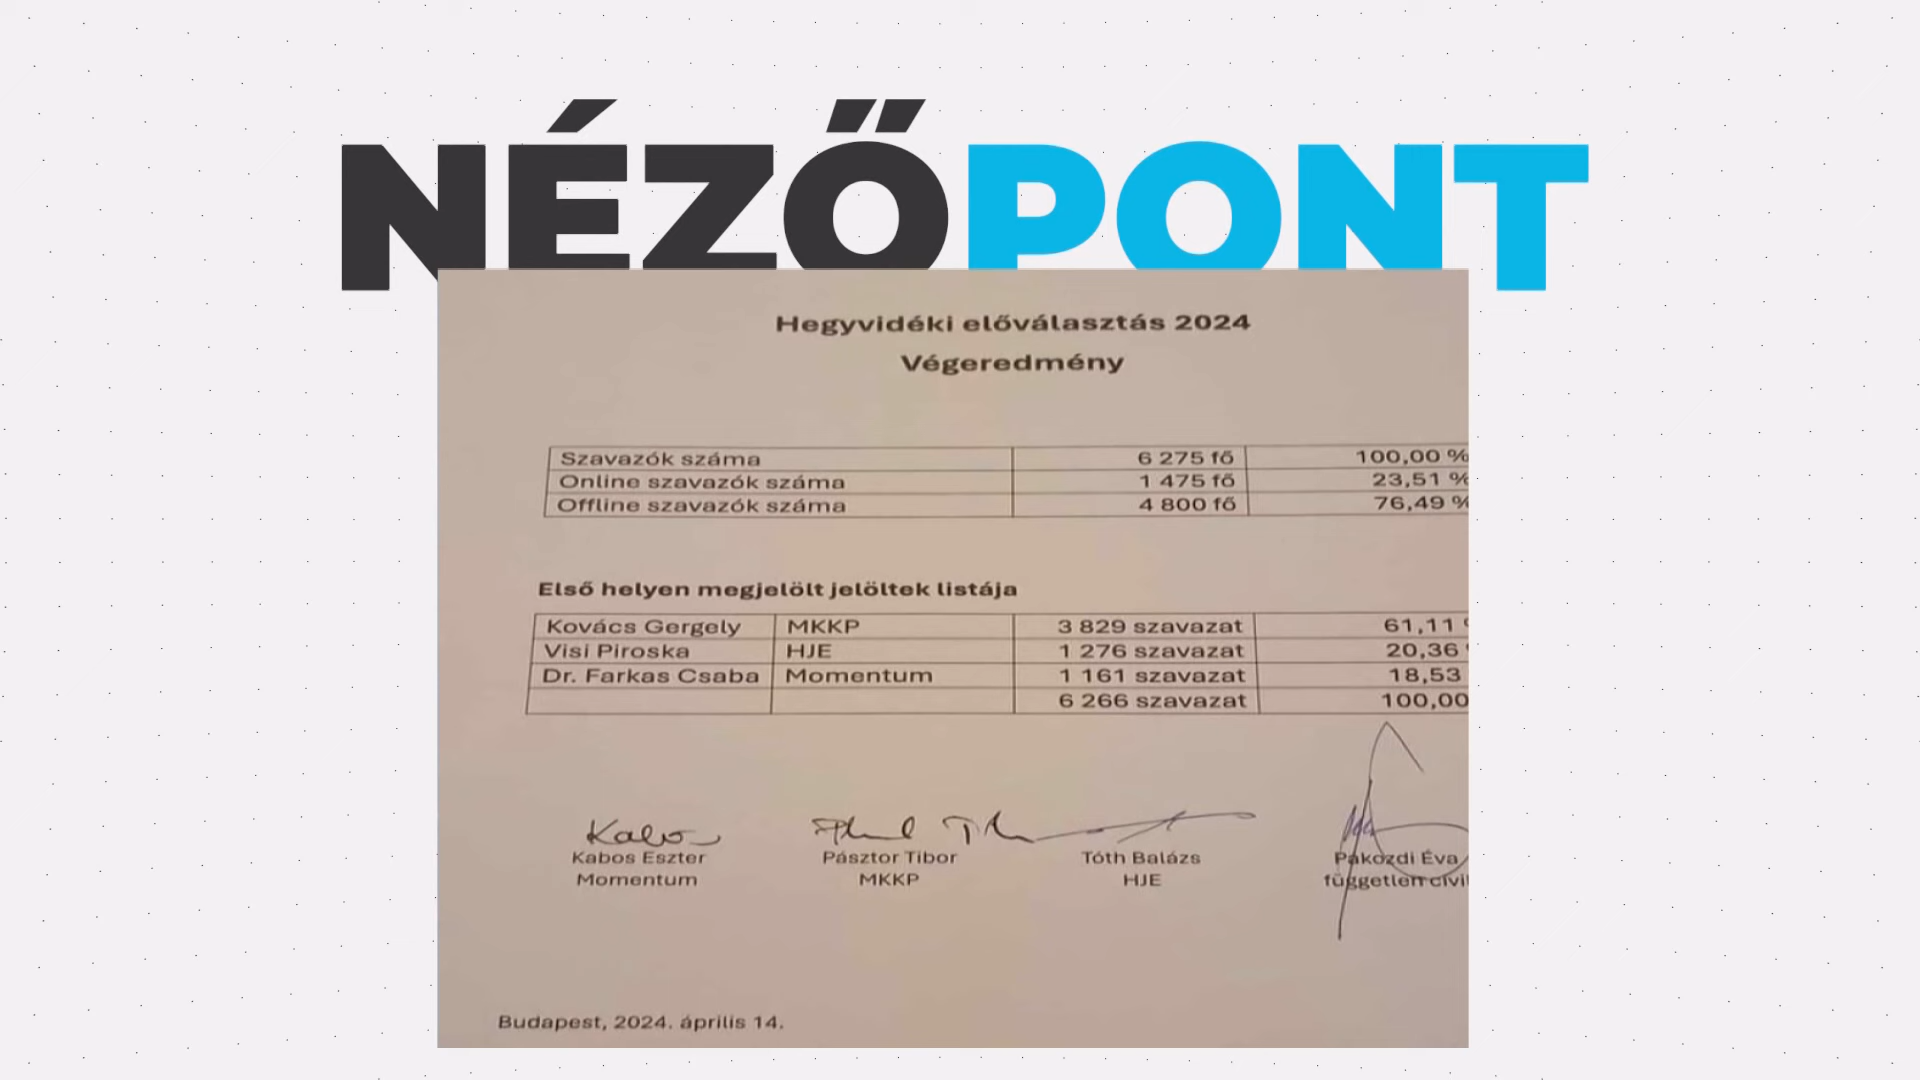 NÉZŐPONT
Hegyvidéki előválasztás 2024
Végeredmény
Szavazók száma 6 275 fő 100,00 %
Online szavazók száma 1 475 fő 23,51 %
Offline szavazók száma 4 800 fő 76,49 %
Első helyen megjelölt jelöltek listája
Kovács Gergely MKKP 3 829 szavazat 61,11
Visi Piroska HJE 1 276 szavazat 20,36
Dr. Farkas Csaba Momentum 1 161 szavazat 18,53
6 266 szavazat 100,00
Kabos Eszter Pásztor Tibor Tóth Balázs Pákozdi Éva
Momentum MKKP HJE független civil
Budapest, 2024. április 14.